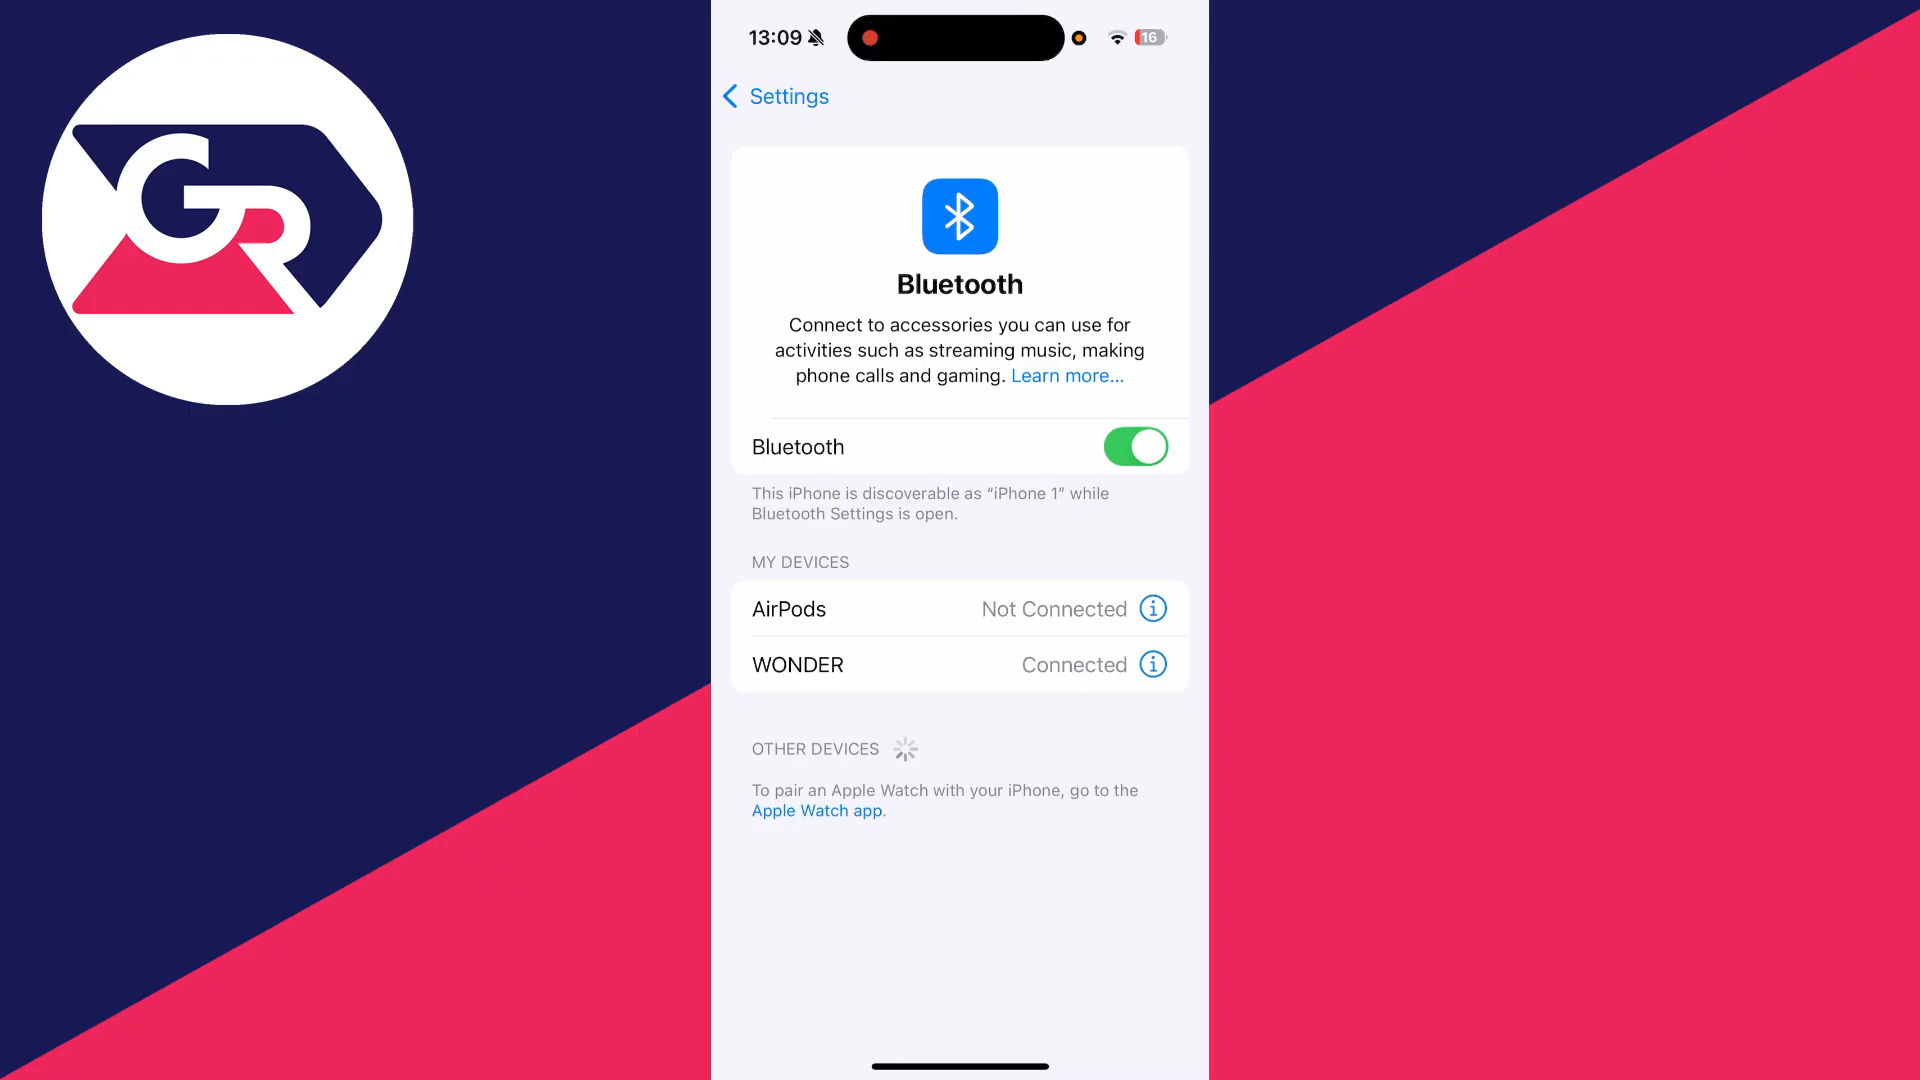 GR
13:09
16
Settings
Bluetooth
Connect to accessories you can use for
activities such as streaming music, making
phone calls and gaming. Learn more...
Bluetooth
This iPhone is discoverable as “iPhone 1” while
Bluetooth Settings is open.
MY DEVICES
AirPods Not Connected
WONDER Connected
OTHER DEVICES
To pair an Apple Watch with your iPhone, go to the
Apple Watch app.